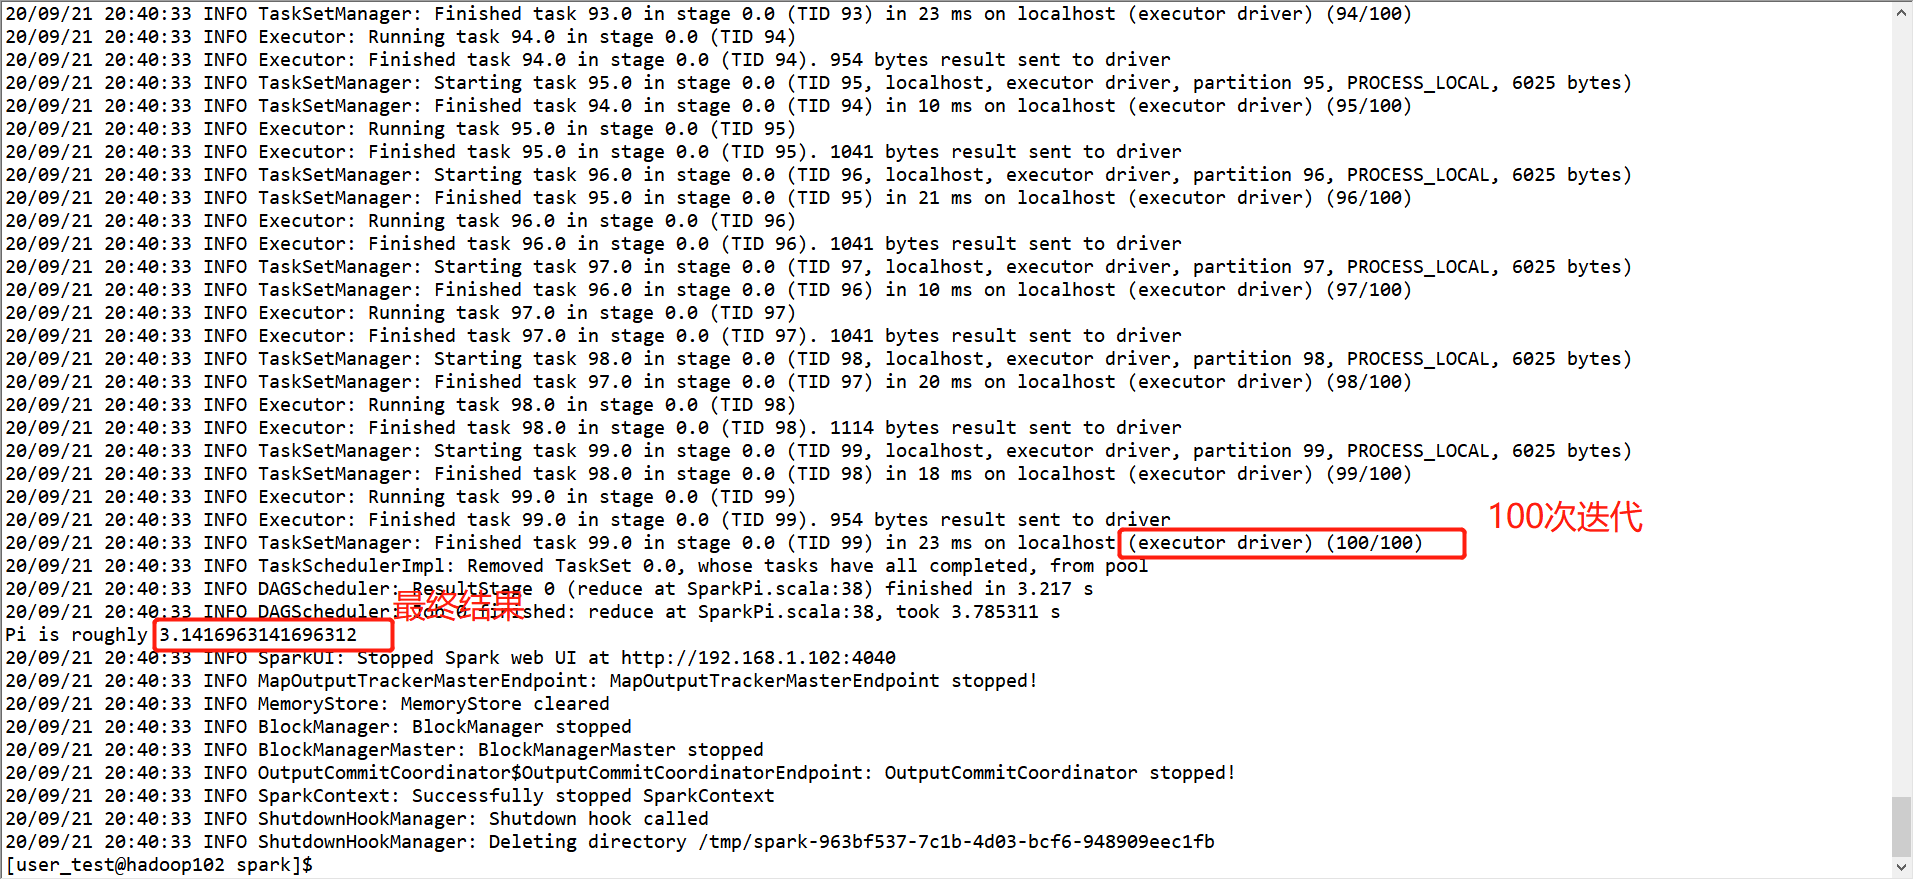 20/09/21 20:40:33 INFO TaskSetManager: Finished task 93.0 in stage 0.0 (TID 93) in 23 ms on localhost (executor driver) (94/100)
20/09/21 20:40:33 INFO Executor: Running task 94.0 in stage 0.0 (TID 94)
20/09/21 20:40:33 INFO Executor: Finished task 94.0 in stage 0.0 (TID 94). 954 bytes result sent to driver
20/09/21 20:40:33 INFO TaskSetManager: Starting task 95.0 in stage 0.0 (TID 95, localhost, executor driver, partition 95, PROCESS_LOCAL, 6025 bytes)
20/09/21 20:40:33 INFO TaskSetManager: Finished task 94.0 in stage 0.0 (TID 94) in 10 ms on localhost (executor driver) (95/100)
20/09/21 20:40:33 INFO Executor: Running task 95.0 in stage 0.0 (TID 95)
20/09/21 20:40:33 INFO Executor: Finished task 95.0 in stage 0.0 (TID 95). 1041 bytes result sent to driver
20/09/21 20:40:33 INFO TaskSetManager: Starting task 96.0 in stage 0.0 (TID 96, localhost, executor driver, partition 96, PROCESS_LOCAL, 6025 bytes)
20/09/21 20:40:33 INFO TaskSetManager: Finished task 95.0 in stage 0.0 (TID 95) in 21 ms on localhost (executor driver) (96/100)
20/09/21 20:40:33 INFO Executor: Running task 96.0 in stage 0.0 (TID 96)
20/09/21 20:40:33 INFO Executor: Finished task 96.0 in stage 0.0 (TID 96). 1041 bytes result sent to driver
20/09/21 20:40:33 INFO TaskSetManager: Starting task 97.0 in stage 0.0 (TID 97, localhost, executor driver, partition 97, PROCESS_LOCAL, 6025 bytes)
20/09/21 20:40:33 INFO TaskSetManager: Finished task 96.0 in stage 0.0 (TID 96) in 10 ms on localhost (executor driver) (97/100)
20/09/21 20:40:33 INFO Executor: Running task 97.0 in stage 0.0 (TID 97)
20/09/21 20:40:33 INFO Executor: Finished task 97.0 in stage 0.0 (TID 97). 1041 bytes result sent to driver
20/09/21 20:40:33 INFO TaskSetManager: Starting task 98.0 in stage 0.0 (TID 98, localhost, executor driver, partition 98, PROCESS_LOCAL, 6025 bytes)
20/09/21 20:40:33 INFO TaskSetManager: Finished task 97.0 in stage 0.0 (TID 97) in 20 ms on localhost (executor driver) (98/100)
20/09/21 20:40:33 INFO Executor: Running task 98.0 in stage 0.0 (TID 98)
20/09/21 20:40:33 INFO Executor: Finished task 98.0 in stage 0.0 (TID 98). 1114 bytes result sent to driver
20/09/21 20:40:33 INFO TaskSetManager: Starting task 99.0 in stage 0.0 (TID 99, localhost, executor driver, partition 99, PROCESS_LOCAL, 6025 bytes)
20/09/21 20:40:33 INFO TaskSetManager: Finished task 98.0 in stage 0.0 (TID 98) in 18 ms on localhost (executor driver) (99/100)
20/09/21 20:40:33 INFO Executor: Running task 99.0 in stage 0.0 (TID 99)
20/09/21 20:40:33 INFO Executor: Finished task 99.0 in stage 0.0 (TID 99). 954 bytes result sent to driver
100次迭代
20/09/21 20:40:33 INFO TaskSetManager: Finished task 99.0 in stage 0.0 (TID 99) in 23 ms on localhost (executor driver) (100/100)
20/09/21 20:40:33 INFO TaskSchedulerImpl: Removed TaskSet 0.0, whose tasks have all completed, from pool
20/09/21 20:40:33 INFO DAGScheduler: ResultStage 0 (reduce at SparkPi.scala:38) finished in 3.217 s
最终结果
20/09/21 20:40:33 INFO DAGScheduler: Job 0 finished: reduce at SparkPi.scala:38, took 3.785311 s
Pi is roughly 3.1416963141696312
20/09/21 20:40:33 INFO SparkUI: Stopped Spark web UI at http://192.168.1.102:4040
20/09/21 20:40:33 INFO MapOutputTrackerMasterEndpoint: MapOutputTrackerMasterEndpoint stopped!
20/09/21 20:40:33 INFO MemoryStore: MemoryStore cleared
20/09/21 20:40:33 INFO BlockManager: BlockManager stopped
20/09/21 20:40:33 INFO BlockManagerMaster: BlockManagerMaster stopped
20/09/21 20:40:33 INFO OutputCommitCoordinator$OutputCommitCoordinatorEndpoint: OutputCommitCoordinator stopped!
20/09/21 20:40:33 INFO SparkContext: Successfully stopped SparkContext
20/09/21 20:40:33 INFO ShutdownHookManager: Shutdown hook called
20/09/21 20:40:33 INFO ShutdownHookManager: Deleting directory /tmp/spark-963bf537-7c1b-4d03-bcf6-948909eec1fb
[user_test@hadoop102 spark]$